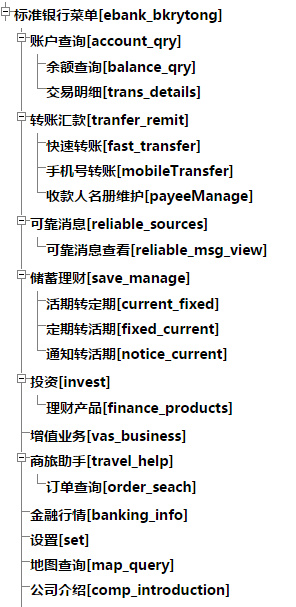 标准银行菜单[ebank_bkrytong]
账户查询[account_qry]
余额查询[balance_qry]
交易明细[trans_details]
转账汇款[tranfer_remit]
快速转账[fast_transfer]
手机号转账[mobileTransfer]
收款人名册维护[payeeManage]
可靠消息[reliable_sources]
可靠消息查看[reliable_msg_view]
储蓄理财[save_manage]
活期转定期[current_fixed]
定期转活期[fixed_current]
通知转活期[notice_current]
投资[invest]
理财产品[finance_products]
增值业务[vas_business]
商旅助手[travel_help]
订单查询[order_seach]
金融行情[banking_info]
设置[set]
地图查询[map_query]
公司介绍[comp_introduction]